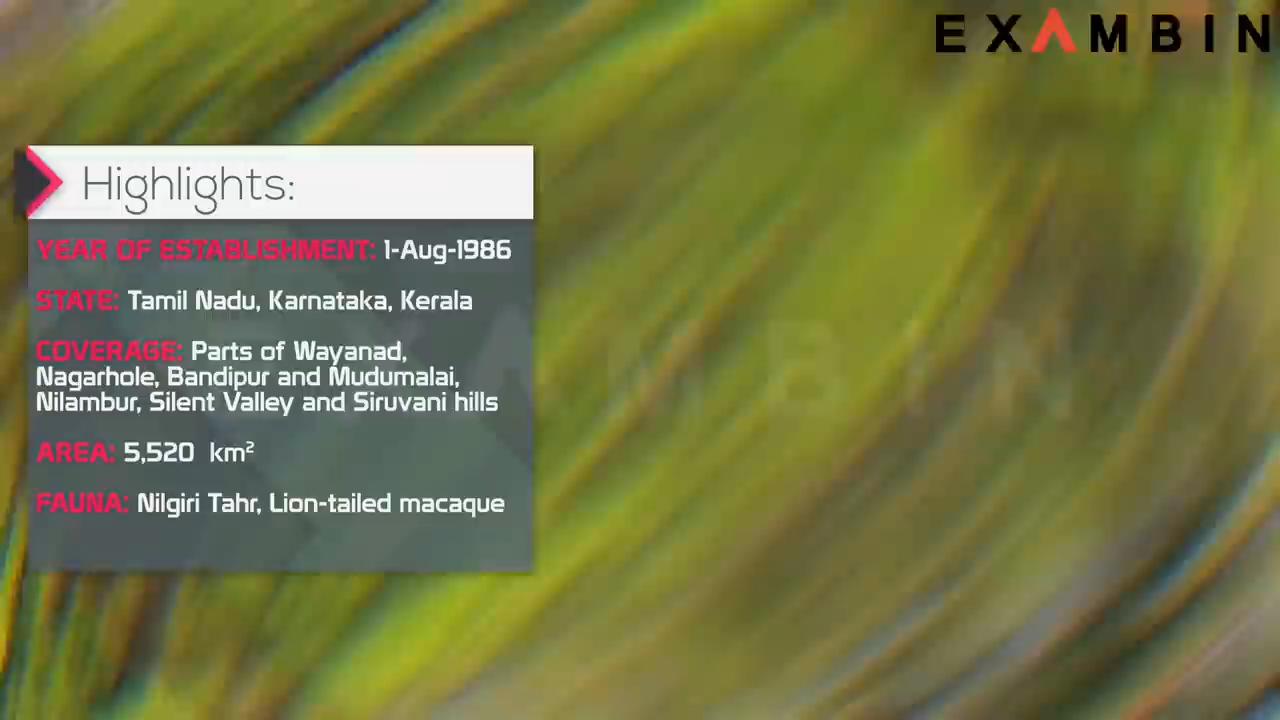 EXAMBIN
Highlights:
YEAR OF ESTABLISHMENT: 1-Aug-1986
STATE: Tamil Nadu, Karnataka, Kerala
COVERAGE: Parts of Wayanad,
Nagarhole, Bandipur and Mudumalai,
Nilambur, Silent Valley and Siruvani hills
AREA: 5,520 km²
FAUNA: Nilgiri Tahr, Lion-tailed macaque
EXAMBIN